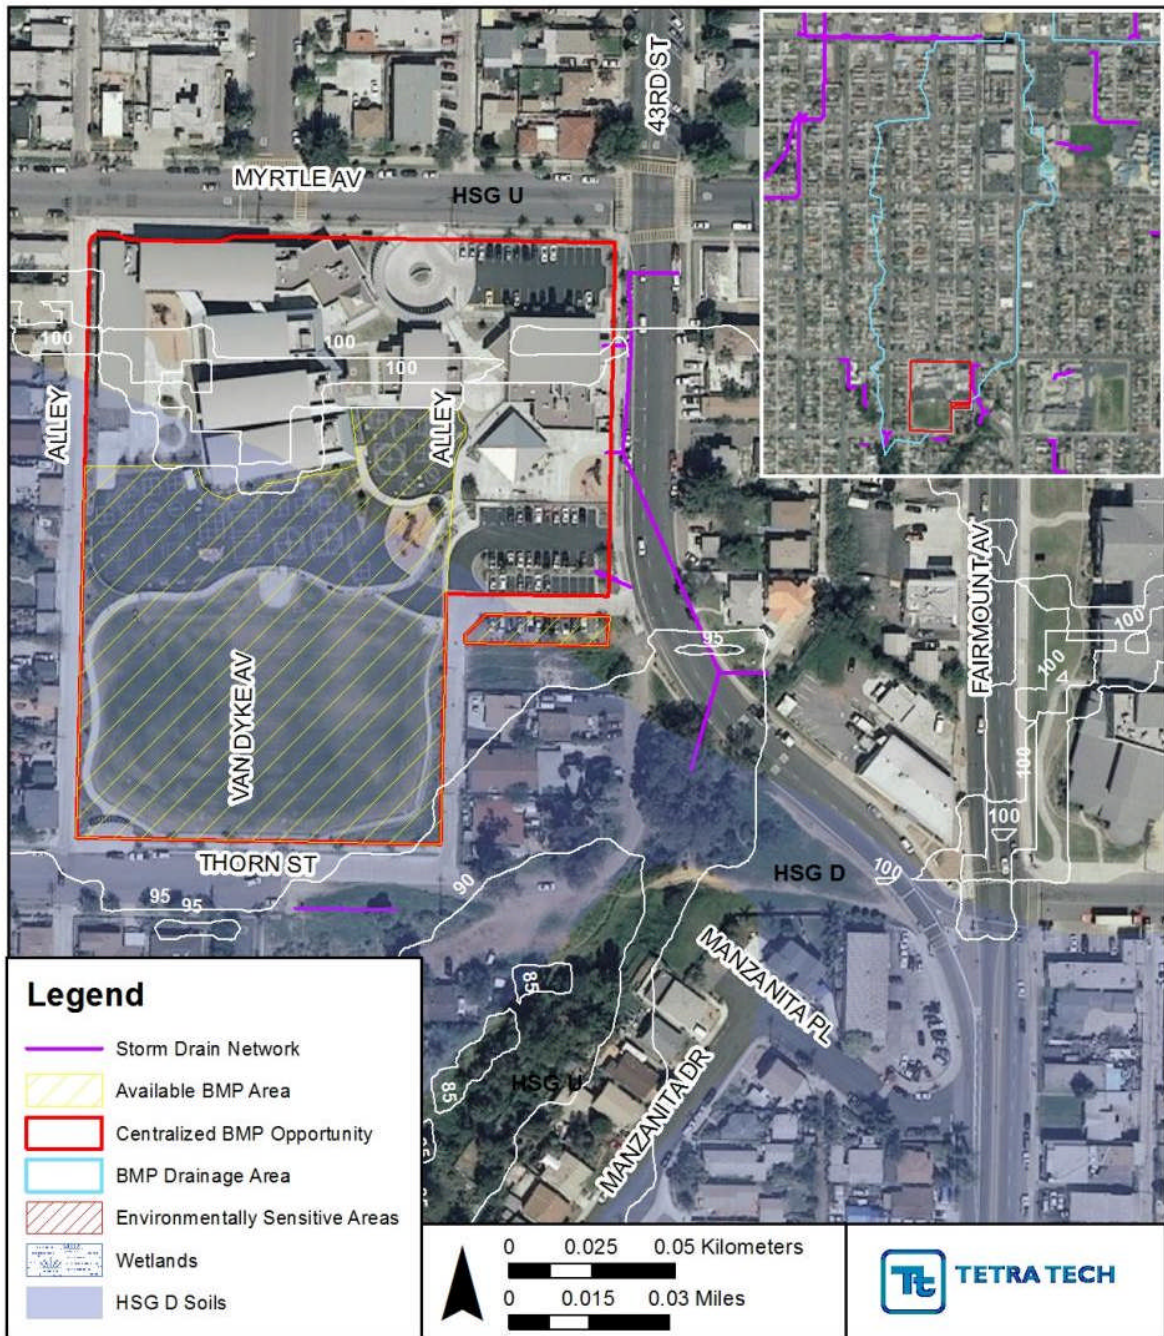 43RD ST
MYRTLE AV
HSG U
100
100
100
ALLEY
ALLEY
95
FAIRMOUNT AV
100
100
100
100
VAN DYKE AV
THORN ST
90
HSG D
100
95
95
MANZANITA PL
85
85
HSG U
MANZANITA DR
Legend
Storm Drain Network
Available BMP Area
Centralized BMP Opportunity
BMP Drainage Area
Environmentally Sensitive Areas
Wetlands
HSG D Soils
0 0.025 0.05 Kilometers
0 0.015 0.03 Miles
Tt TETRA TECH